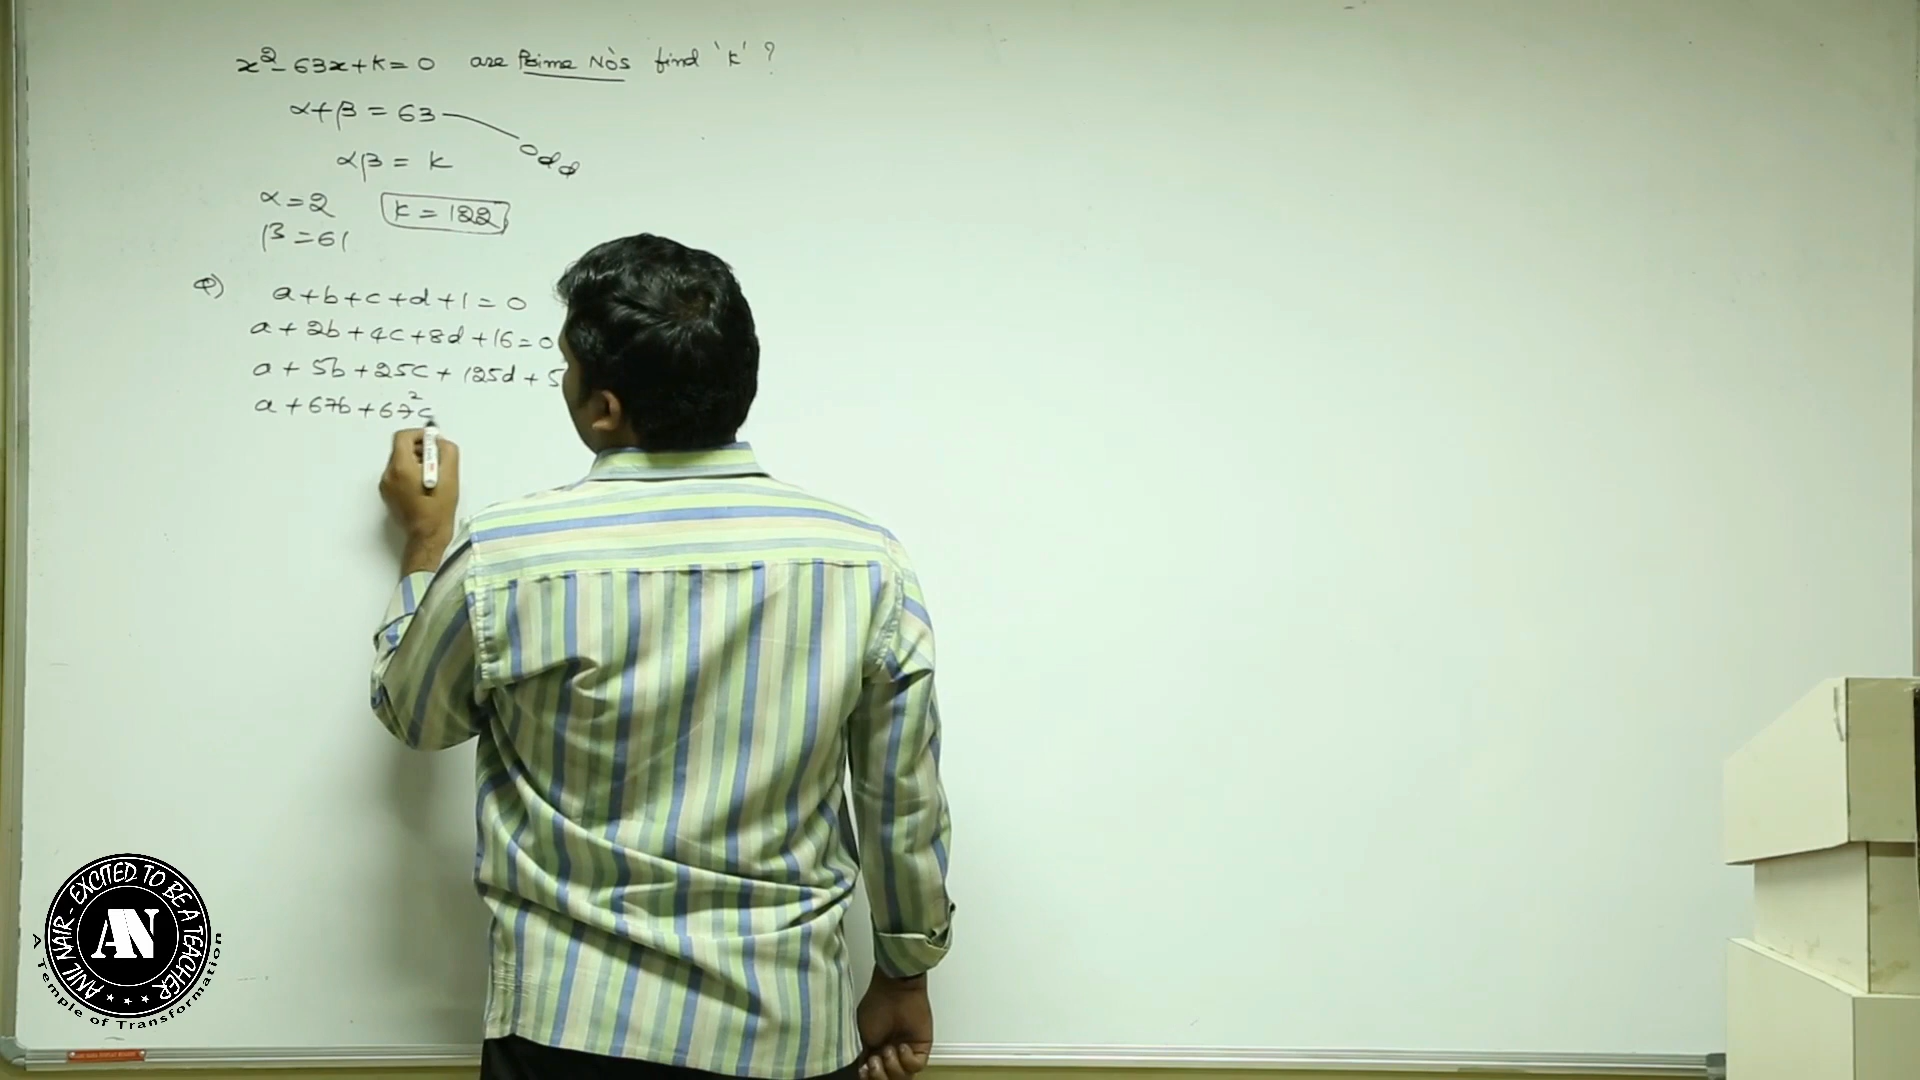 x² - 63x + k = 0 are Prime No's find 'k' ?
α + β = 63
Odd
αβ = k
α = 2
k = 122
β = 61
Q) a + b + c + d + 1 = 0
a + 2b + 4c + 8d + 16 = 0
a + 5b + 25c + 125d + 5
a + 67b + 67²c
ANIL NAIR - EXCITED TO BE A TEACHER
AN
A Temple of Transformation